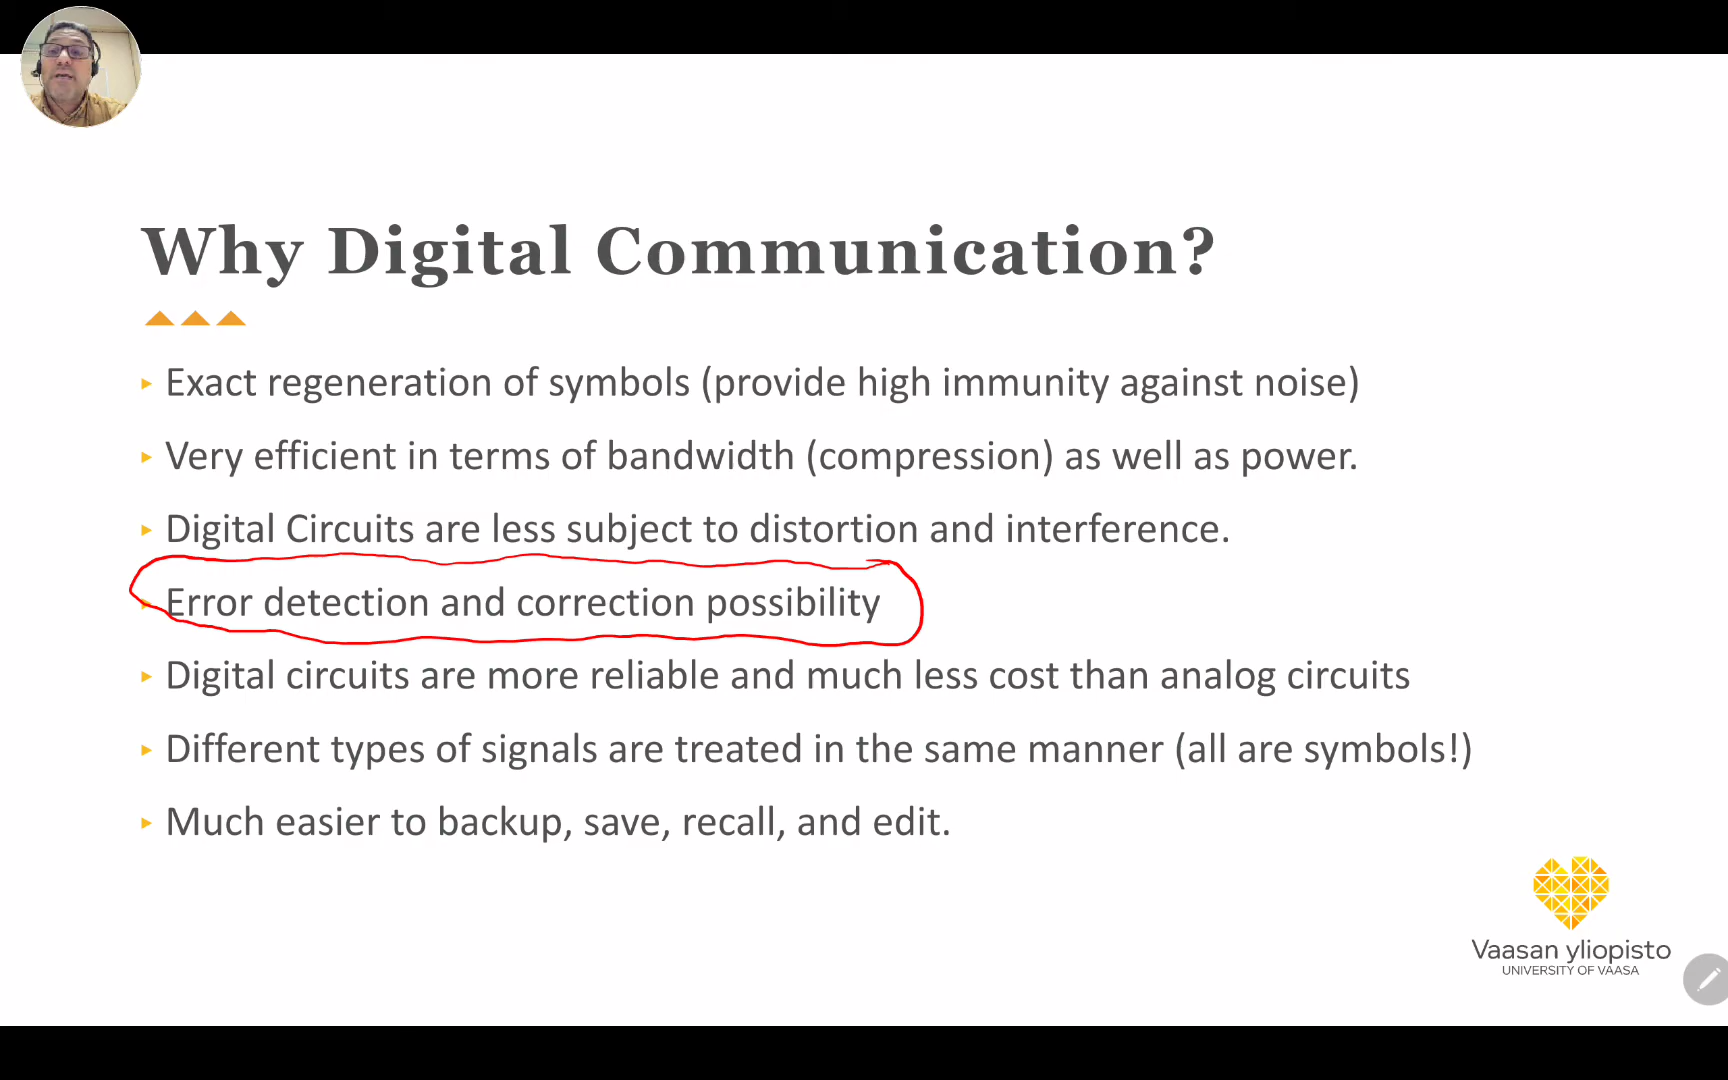 Why Digital Communication?
Exact regeneration of symbols (provide high immunity against noise)
Very efficient in terms of bandwidth (compression) as well as power.
Digital Circuits are less subject to distortion and interference.
Error detection and correction possibility
Digital circuits are more reliable and much less cost than analog circuits
Different types of signals are treated in the same manner (all are symbols!)
Much easier to backup, save, recall, and edit.
Vaasan yliopisto
UNIVERSITY OF VAASA